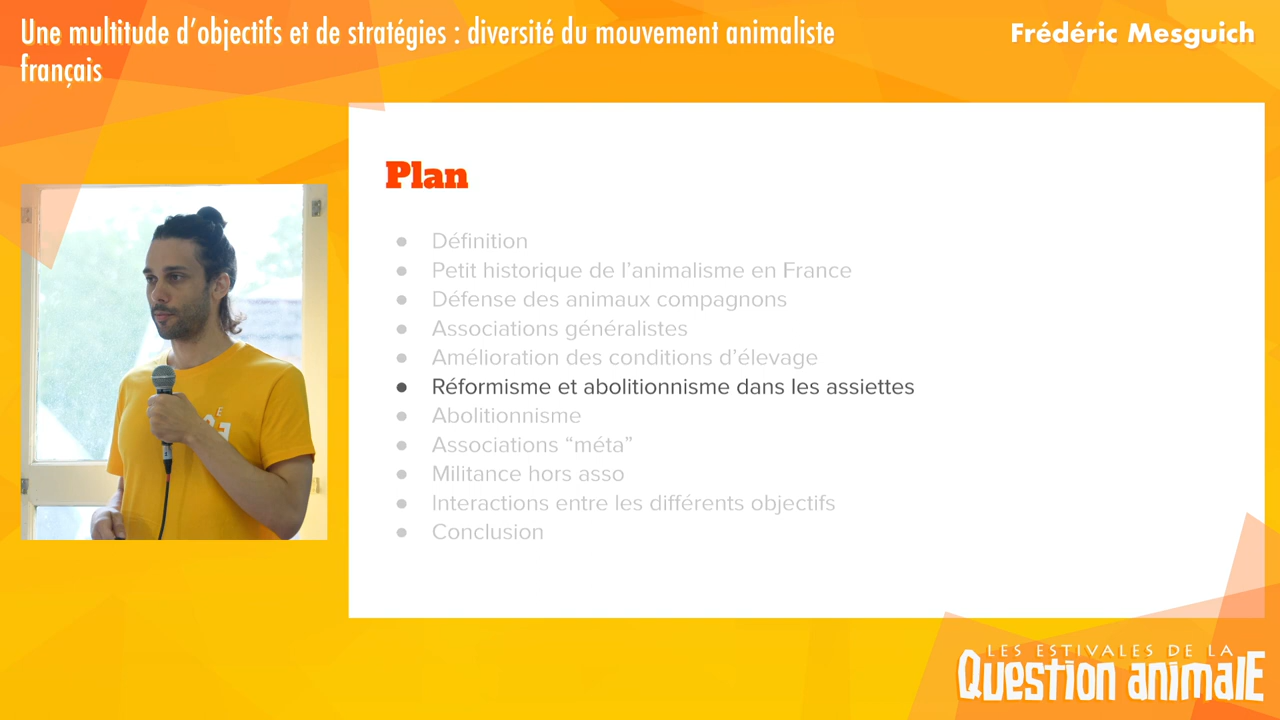 Une multitude d'objectifs et de stratégies : diversité du mouvement animaliste
français
Frédéric Mesguich
Plan
● Définition
● Petit historique de l'animalisme en France
● Défense des animaux compagnons
● Associations généralistes
● Amélioration des conditions d'élevage
● Réformisme et abolitionnisme dans les assiettes
● Abolitionnisme
● Associations “méta”
● Militance hors asso
● Interactions entre les différents objectifs
● Conclusion
LES ESTIVALES DE LA
QUESTION ANIMALE